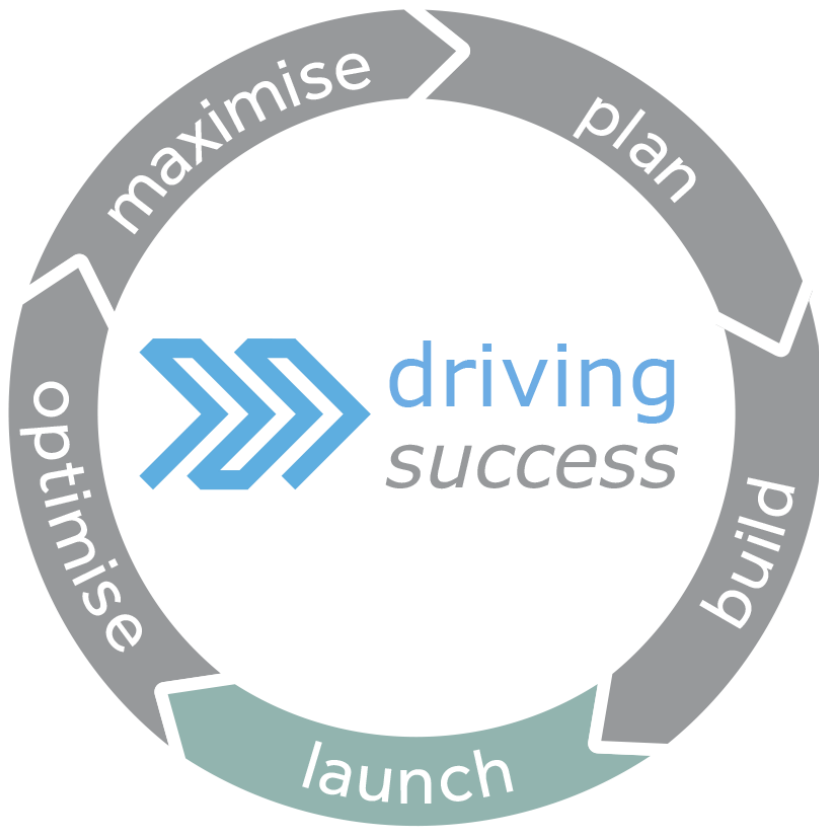 plan
build
launch
optimise
maximise
driving
success